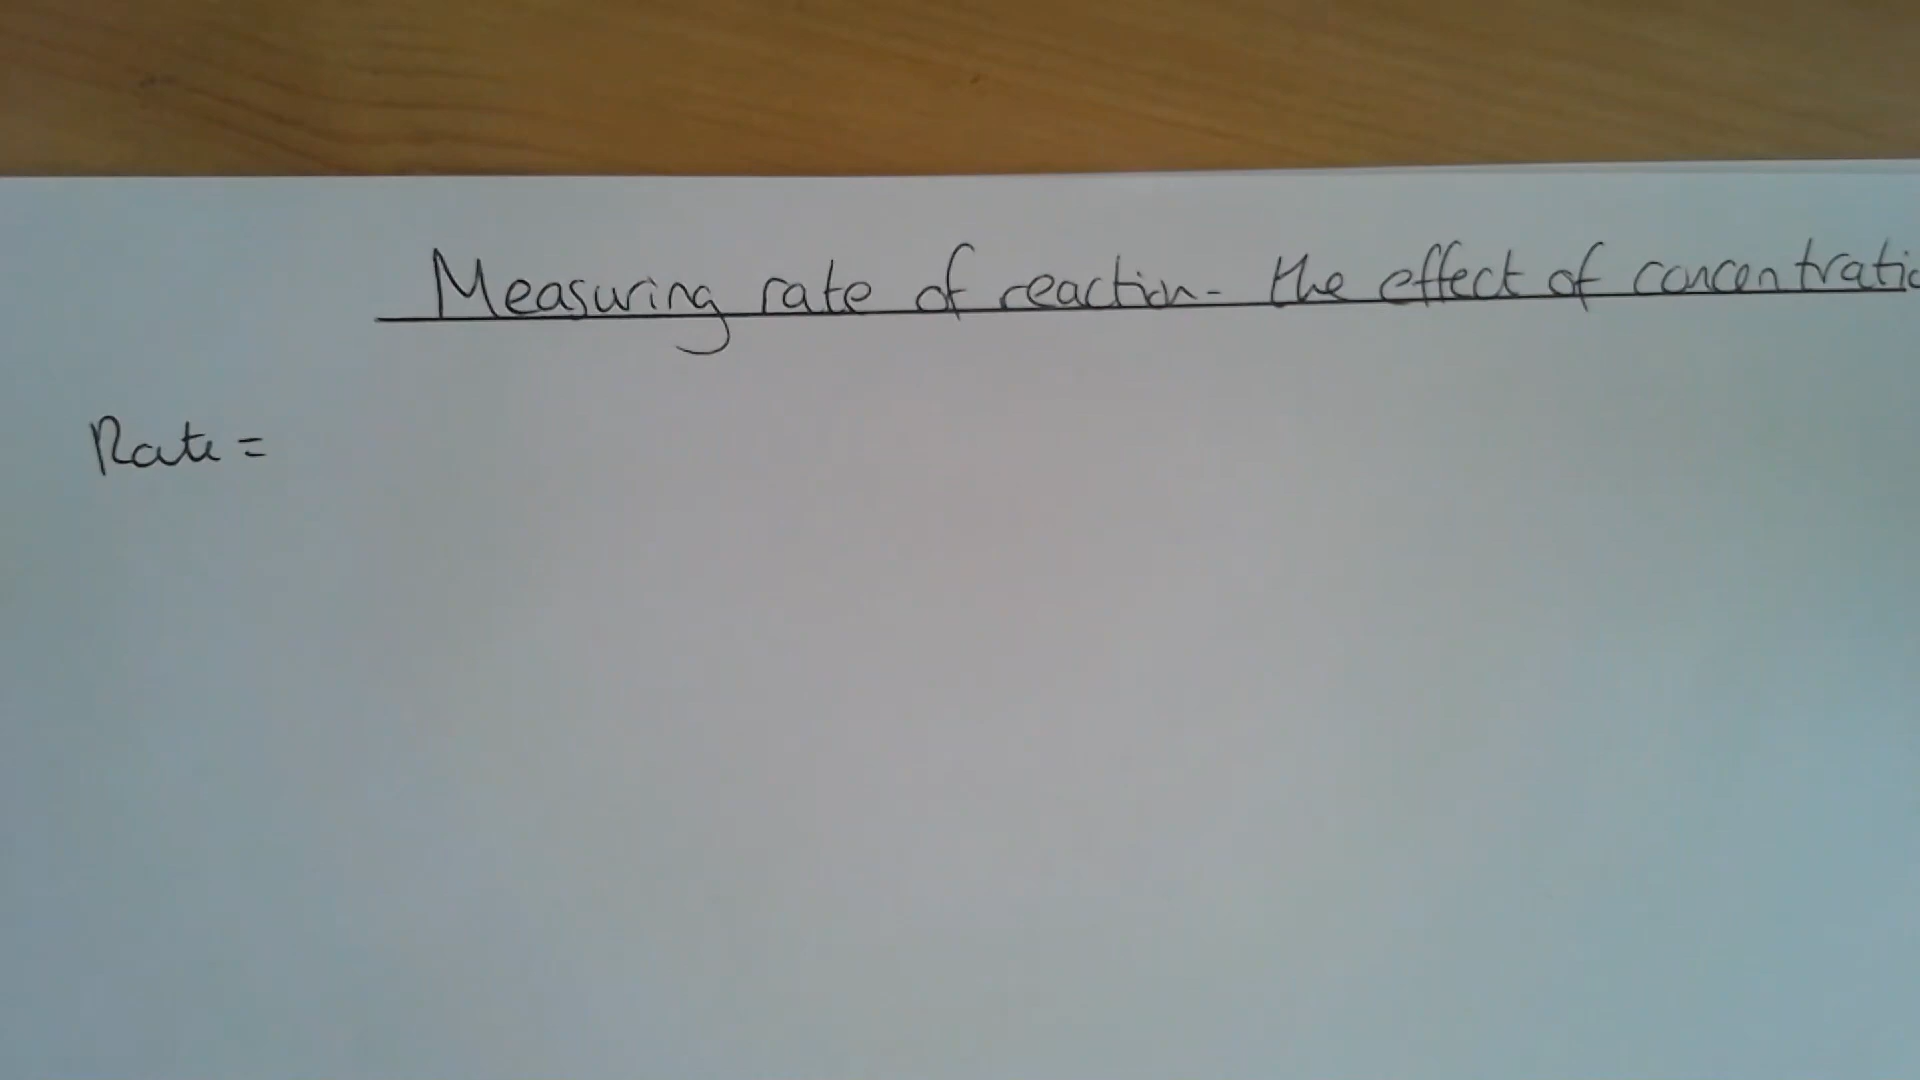 Measuring rate of reaction - the effect of concentratio
Rate =